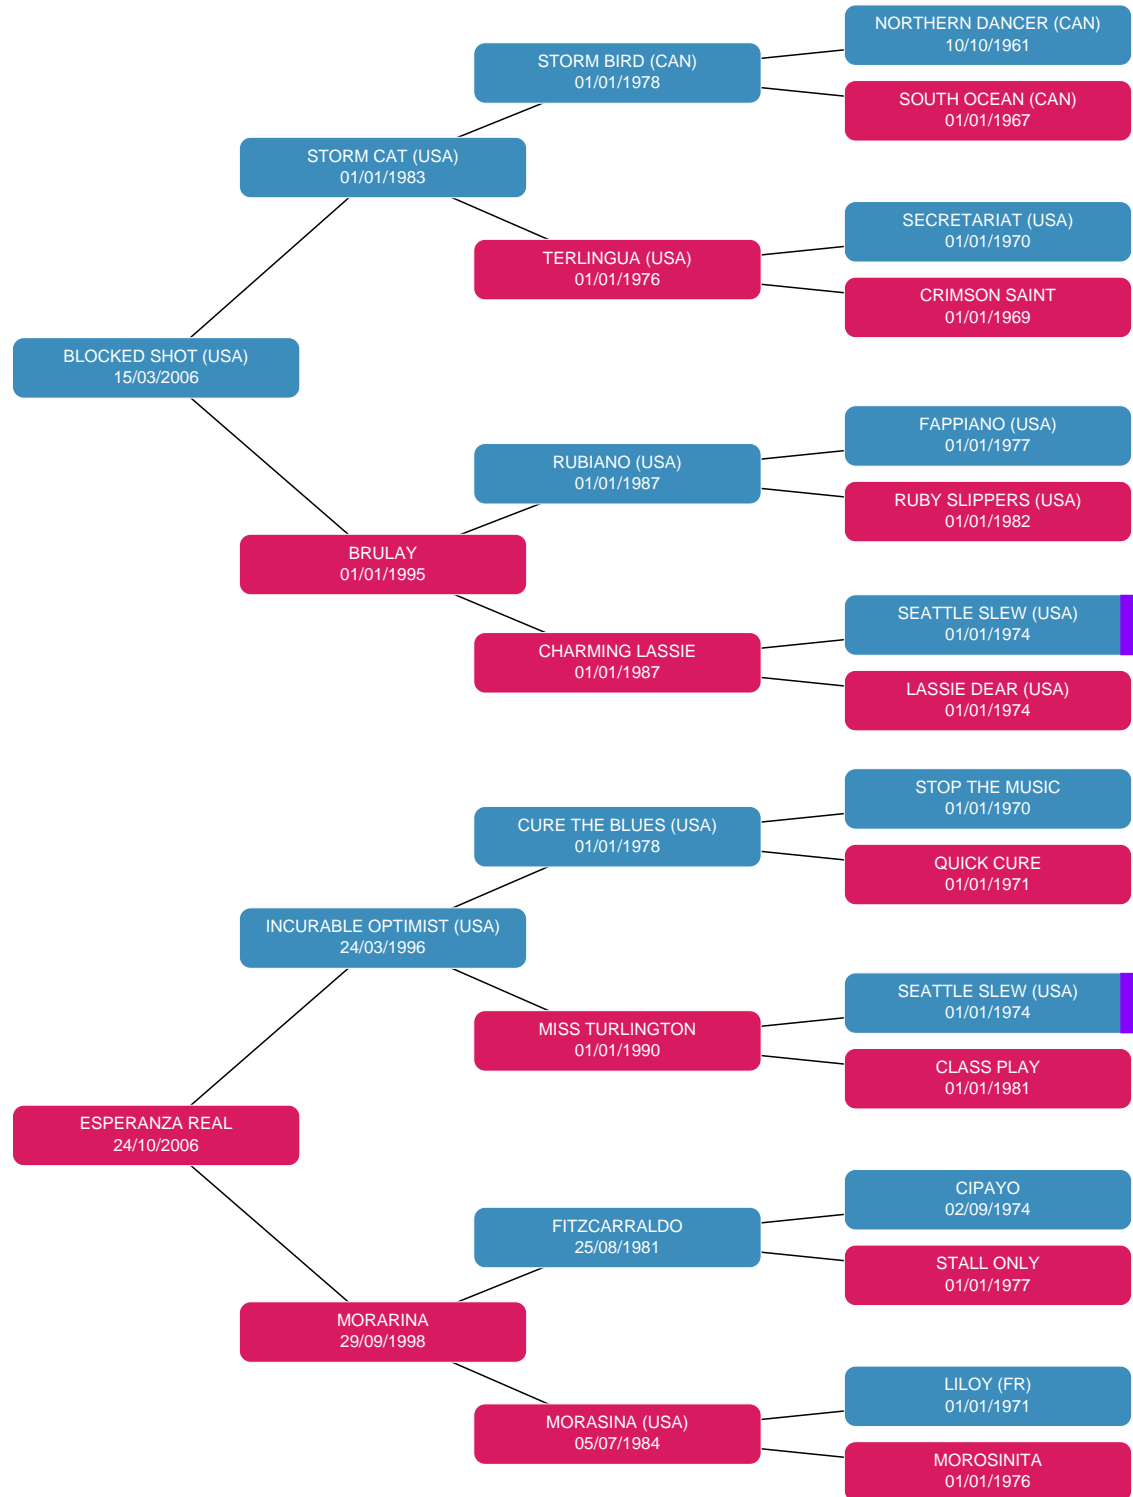 NORTHERN DANCER (CAN)
10/10/1961
STORM BIRD (CAN)
01/01/1978
SOUTH OCEAN (CAN)
01/01/1967
STORM CAT (USA)
01/01/1983
SECRETARIAT (USA)
01/01/1970
TERLINGUA (USA)
01/01/1976
CRIMSON SAINT
01/01/1969
BLOCKED SHOT (USA)
15/03/2006
FAPPIANO (USA)
01/01/1977
RUBIANO (USA)
01/01/1987
RUBY SLIPPERS (USA)
01/01/1982
BRULAY
01/01/1995
SEATTLE SLEW (USA)
01/01/1974
CHARMING LASSIE
01/01/1987
LASSIE DEAR (USA)
01/01/1974
STOP THE MUSIC
01/01/1970
CURE THE BLUES (USA)
01/01/1978
QUICK CURE
01/01/1971
INCURABLE OPTIMIST (USA)
24/03/1996
SEATTLE SLEW (USA)
01/01/1974
MISS TURLINGTON
01/01/1990
CLASS PLAY
01/01/1981
ESPERANZA REAL
24/10/2006
CIPAYO
02/09/1974
FITZCARRALDO
25/08/1981
STALL ONLY
01/01/1977
MORARINA
29/09/1998
LILOY (FR)
01/01/1971
MORASINA (USA)
05/07/1984
MOROSINITA
01/01/1976